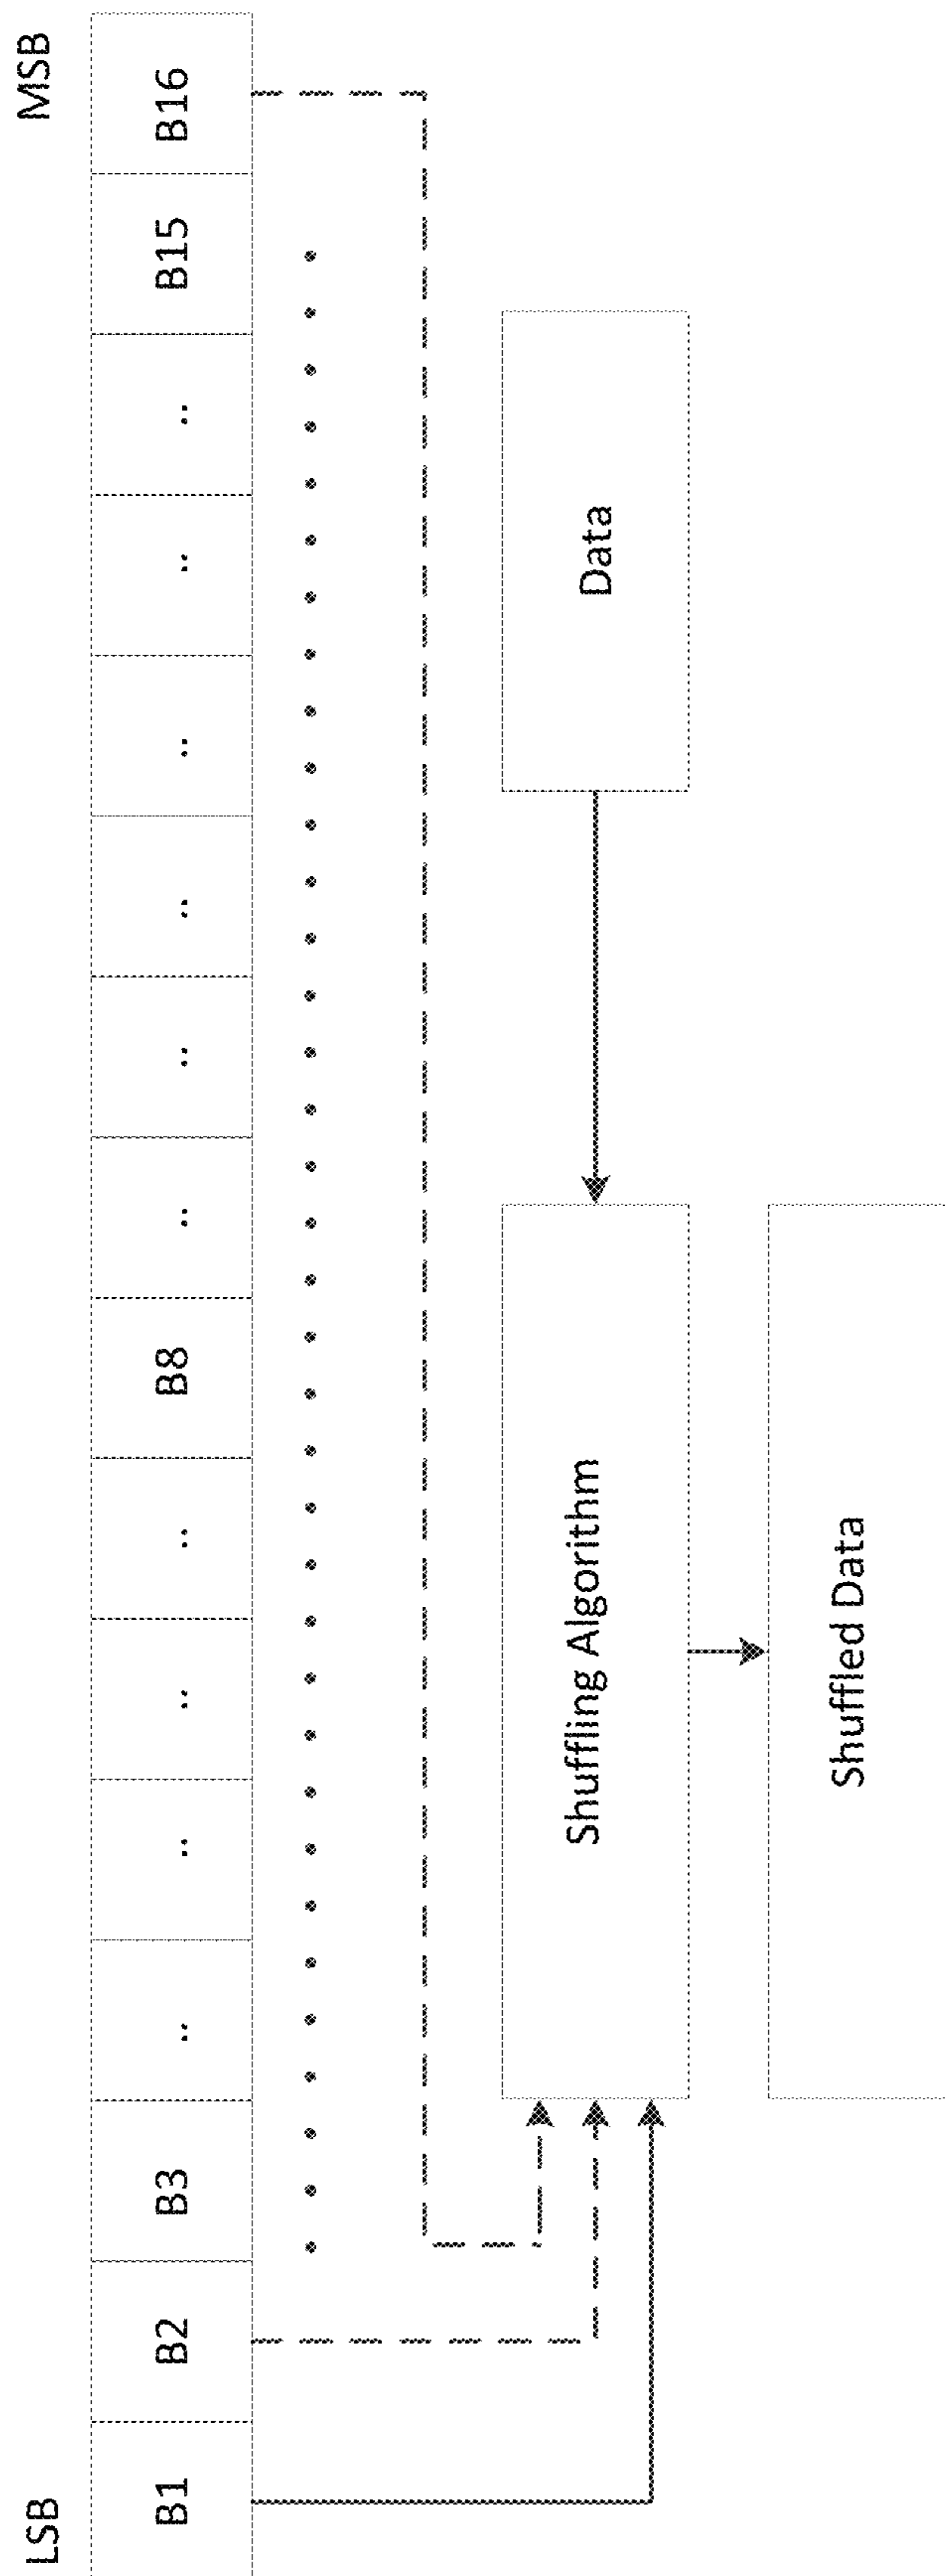 LSB MSB
B1 B2 B3 .. .. .. .. B8 .. .. .. .. .. .. B15 B16
Shuffling Algorithm
Data
Shuffled Data